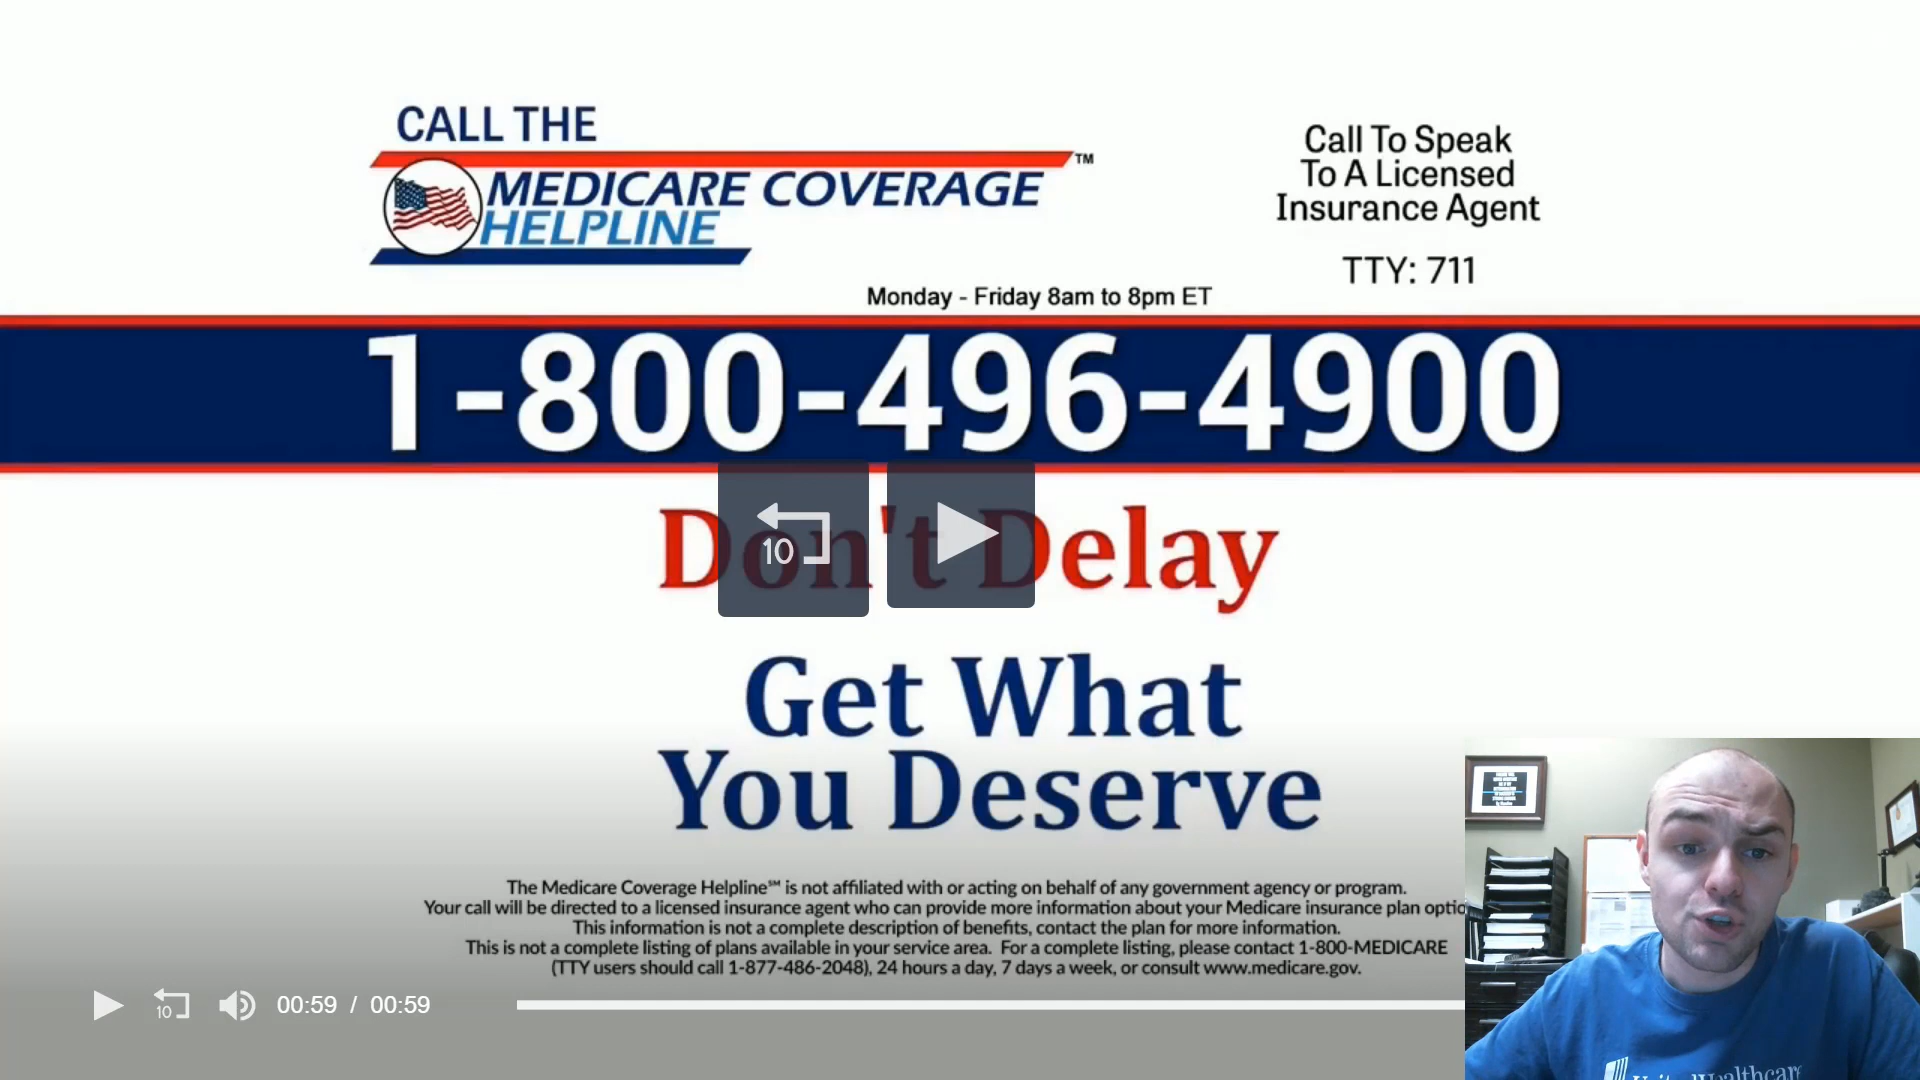 CALL THE
MEDICARE COVERAGE
HELPLINE
TM
Call To Speak
To A Licensed
Insurance Agent
TTY: 711
Monday - Friday 8am to 8pm ET
1-800-496-4900
Don't Delay
10
Get What
You Deserve
The Medicare Coverage Helpline℠ is not affiliated with or acting on behalf of any government agency or program.
Your call will be directed to a licensed insurance agent who can provide more information about your Medicare insurance plan optio
This information is not a complete description of benefits, contact the plan for more information.
This is not a complete listing of plans available in your service area. For a complete listing, please contact 1-800-MEDICARE
(TTY users should call 1-877-486-2048), 24 hours a day, 7 days a week, or consult www.medicare.gov.
10 00:59 / 00:59
UnitedHealthcare